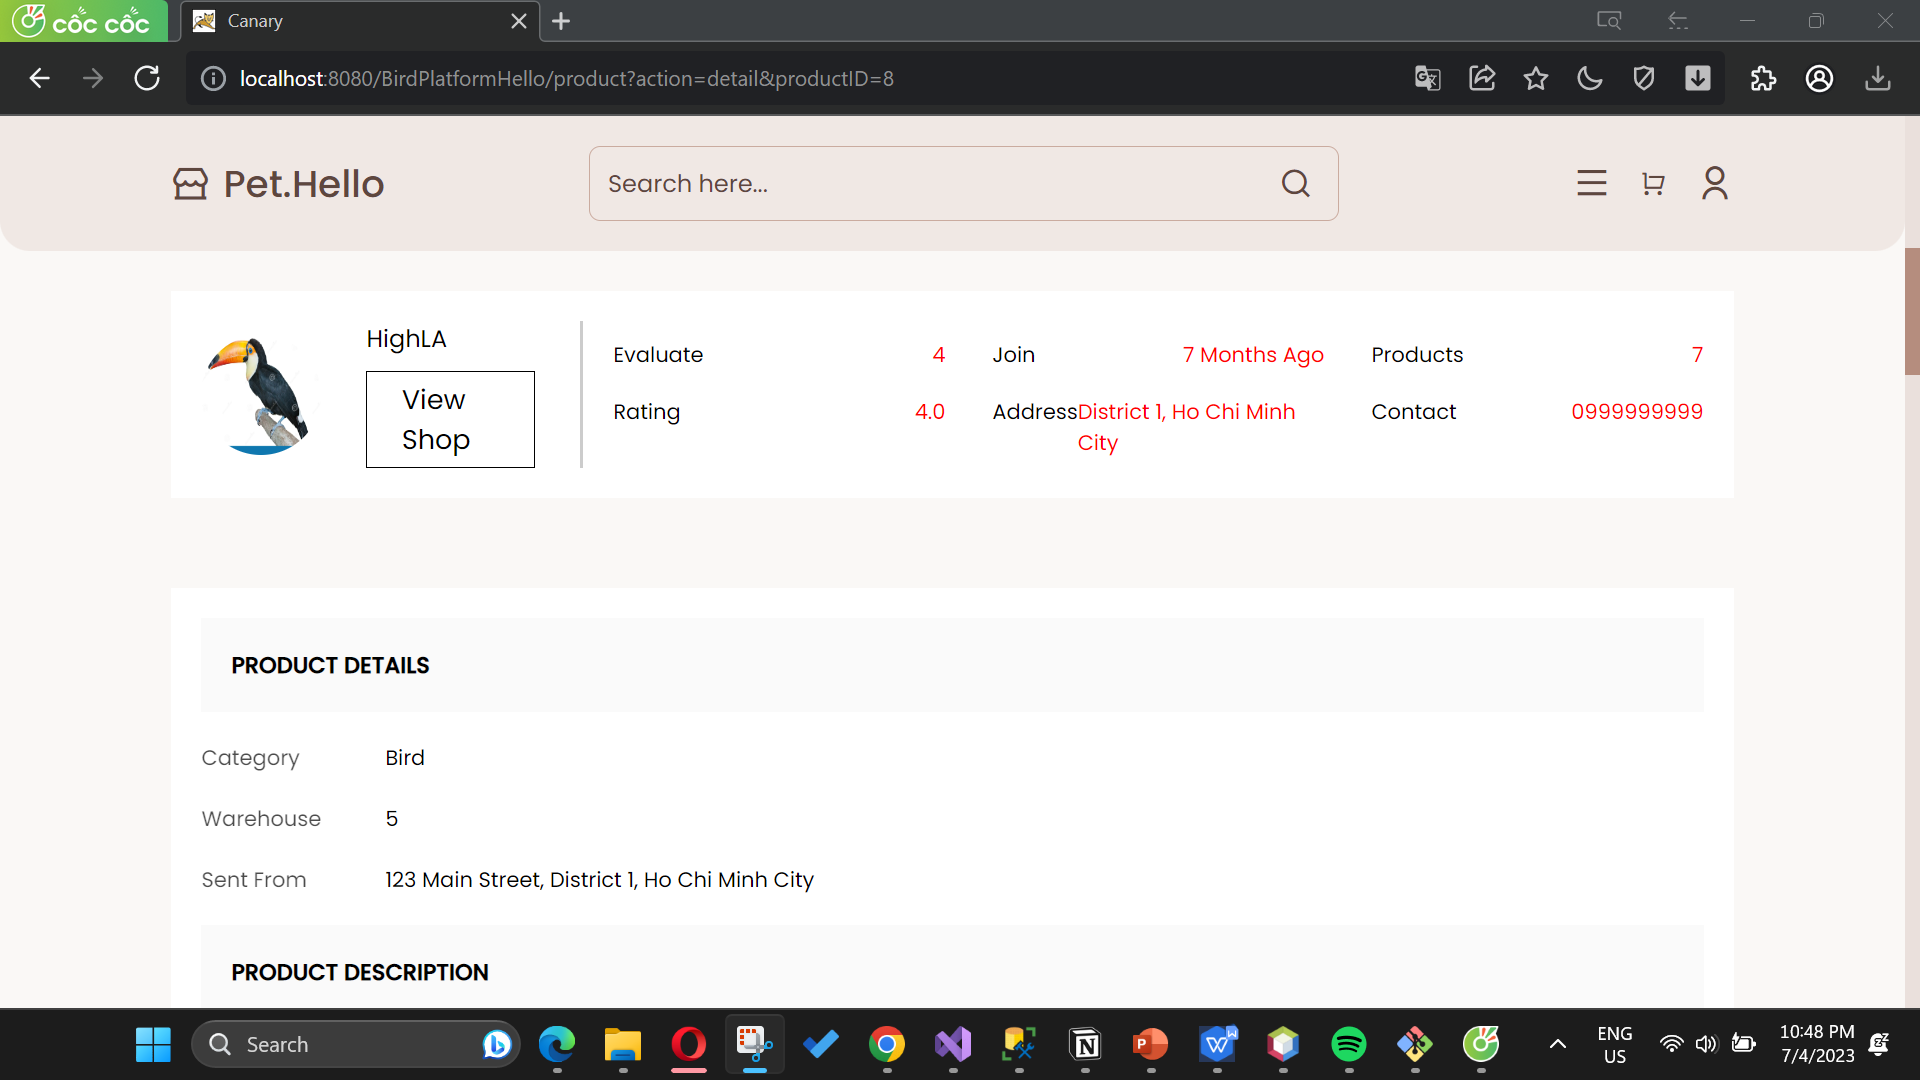 cốc cốc
Canary
localhost:8080/BirdPlatformHello/product?action=detail&productID=8
Pet.Hello
Search here...
HighLA
View
Shop
Evaluate 4
Join 7 Months Ago
Products 7
Rating 4.0
Address District 1, Ho Chi Minh
City
Contact 0999999999
PRODUCT DETAILS
Category Bird
Warehouse 5
Sent From 123 Main Street, District 1, Ho Chi Minh City
PRODUCT DESCRIPTION
Search
ENG
US
10:48 PM
7/4/2023